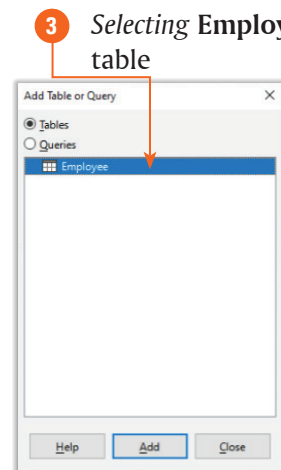 3 Selecting Employ
table
Add Table or Query
Tables
Queries
Employee
Help Add Close